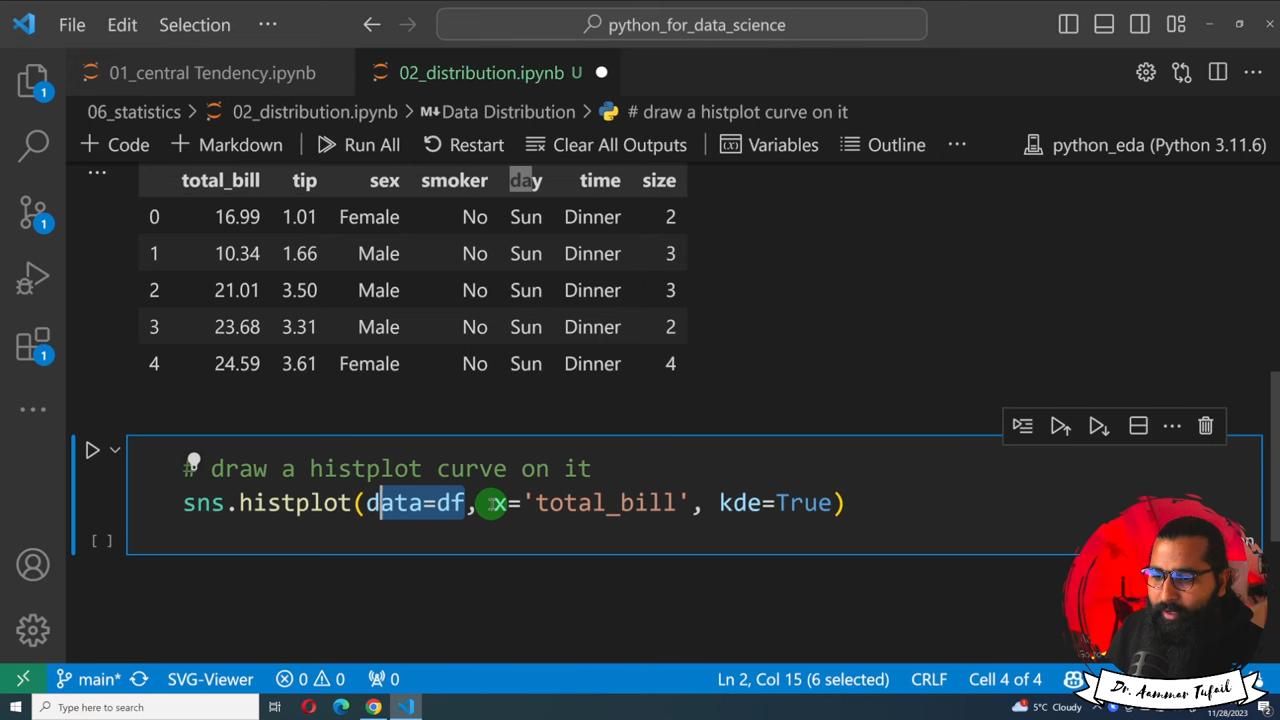 File Edit Selection ··· python_for_data_science
01_central Tendency.ipynb 02_distribution.ipynb U
06_statistics > 02_distribution.ipynb > Data Distribution > # draw a histplot curve on it
+ Code + Markdown Run All Restart Clear All Outputs Variables Outline ··· python_eda (Python 3.11.6)
total_bill tip sex smoker day time size
0 16.99 1.01 Female No Sun Dinner 2
1 10.34 1.66 Male No Sun Dinner 3
2 21.01 3.50 Male No Sun Dinner 3
3 23.68 3.31 Male No Sun Dinner 2
4 24.59 3.61 Female No Sun Dinner 4
# draw a histplot curve on it
sns.histplot(data=df, x='total_bill', kde=True)
[ ]
1
1
1
main* SVG-Viewer 0 0 0 Ln 2, Col 15 (6 selected) CRLF Cell 4 of 4
Dr. Aammar Tufail
Type here to search 5°C Cloudy 11/28/2023 2